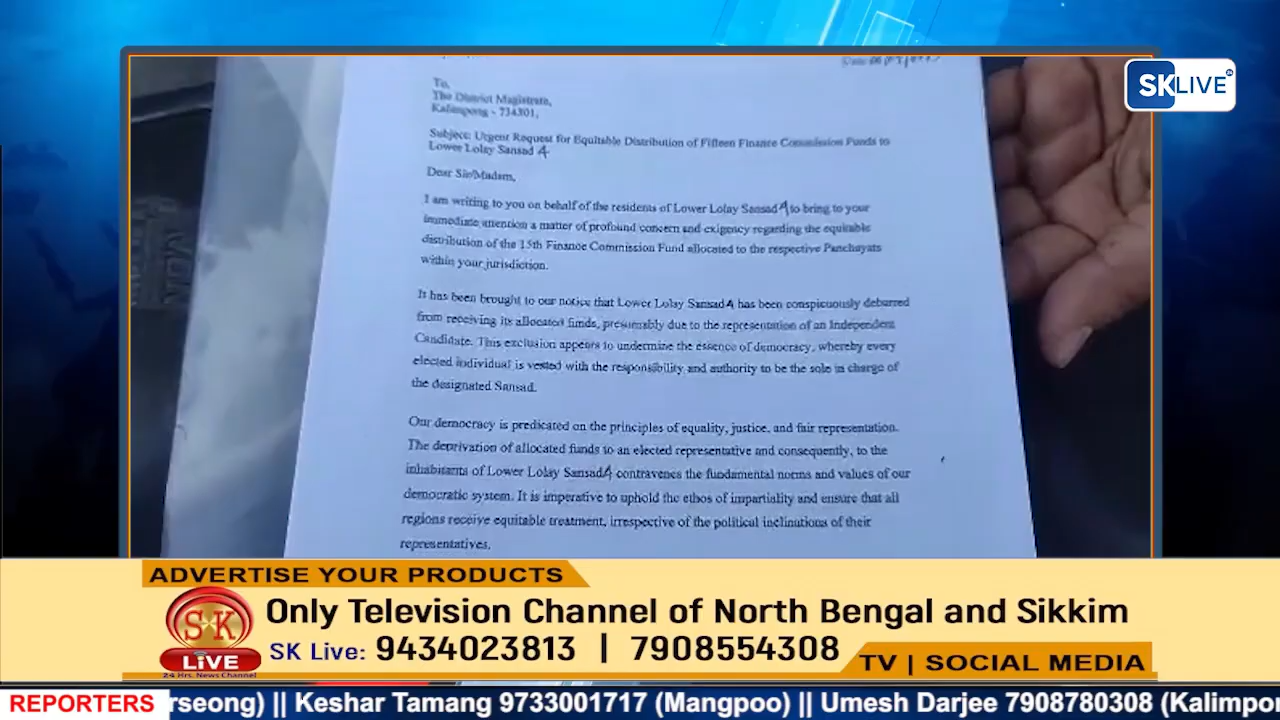 SK LIVE
To,
The District Magistrate,
Kalimpong - 734301,
Subject: Urgent Request for Equitable Distribution of Fifteen Finance Commission Funds to
Lower Lolay Sansad 4
Dear Sir/Madam,
I am writing to you on behalf of the residents of Lower Lolay Sansad 4 to bring to your
immediate attention a matter of profound concern and exigency regarding the equitable
distribution of the 15th Finance Commission Fund allocated to the respective Panchayats
within your jurisdiction.
It has been brought to our notice that Lower Lolay Sansad 4 has been conspicuously debarred
from receiving its allocated funds, presumably due to the representation of an Independent
Candidate. This exclusion appears to undermine the essence of democracy, whereby every
elected individual is vested with the responsibility and authority to be the sole in charge of
the designated Sansad.
Our democracy is predicated on the principles of equality, justice, and fair representation.
The deprivation of allocated funds to an elected representative and consequently, to the
inhabitants of Lower Lolay Sansad 4 contravenes the fundamental norms and values of our
democratic system. It is imperative to uphold the ethos of impartiality and ensure that all
regions receive equitable treatment, irrespective of the political inclinations of their
representatives.
ADVERTISE YOUR PRODUCTS
SK LIVE
24 Hrs. News Channel
Only Television Channel of North Bengal and Sikkim
SK Live: 9434023813 | 7908554308
TV | SOCIAL MEDIA
REPORTERS rseong) || Keshar Tamang 9733001717 (Mangpoo) || Umesh Darjee 7908780308 (Kalimpo